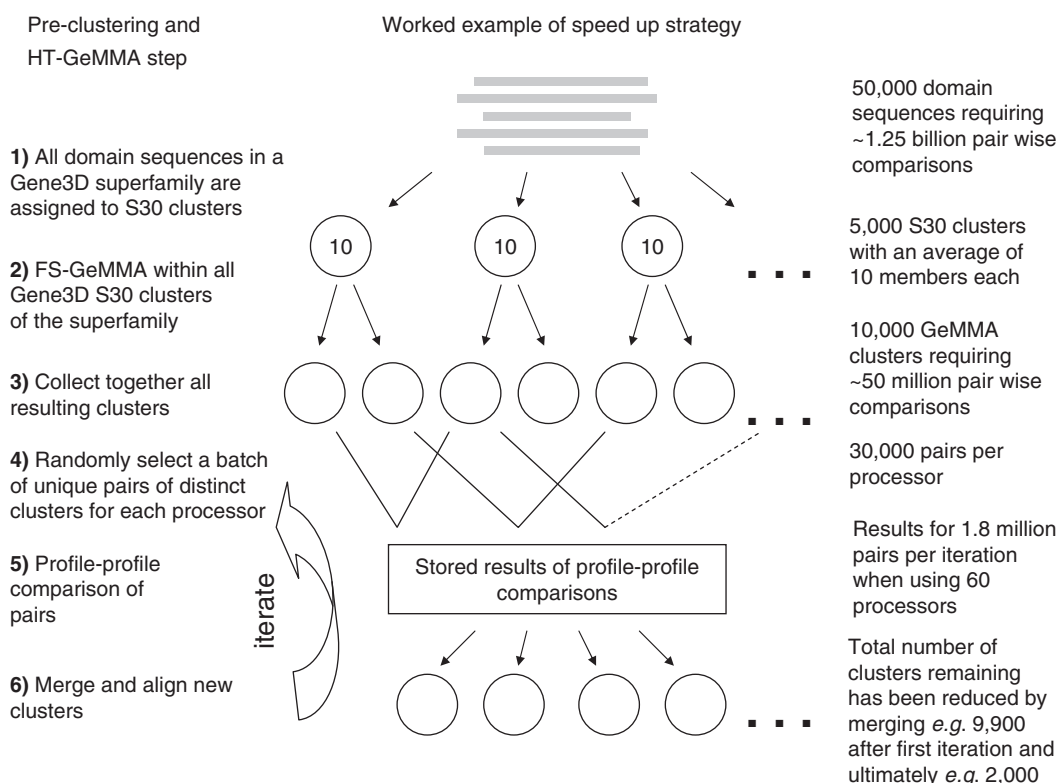 Pre-clustering and
HT-GeMMA step
Worked example of speed up strategy
50,000 domain
sequences requiring
~1.25 billion pair wise
comparisons
1) All domain sequences in a
Gene3D superfamily are
assigned to S30 clusters
10
10
10
5,000 S30 clusters
with an average of
10 members each
2) FS-GeMMA within all
Gene3D S30 clusters
of the superfamily
10,000 GeMMA
clusters requiring
~50 million pair wise
comparisons
3) Collect together all
resulting clusters
4) Randomly select a batch
of unique pairs of distinct
clusters for each processor
30,000 pairs per
processor
5) Profile-profile
comparison of
pairs
iterate
Stored results of profile-profile
comparisons
Results for 1.8 million
pairs per iteration
when using 60
processors
6) Merge and align new
clusters
Total number of
clusters remaining
has been reduced by
merging e.g. 9,900
after first iteration and
ultimately e.g. 2,000